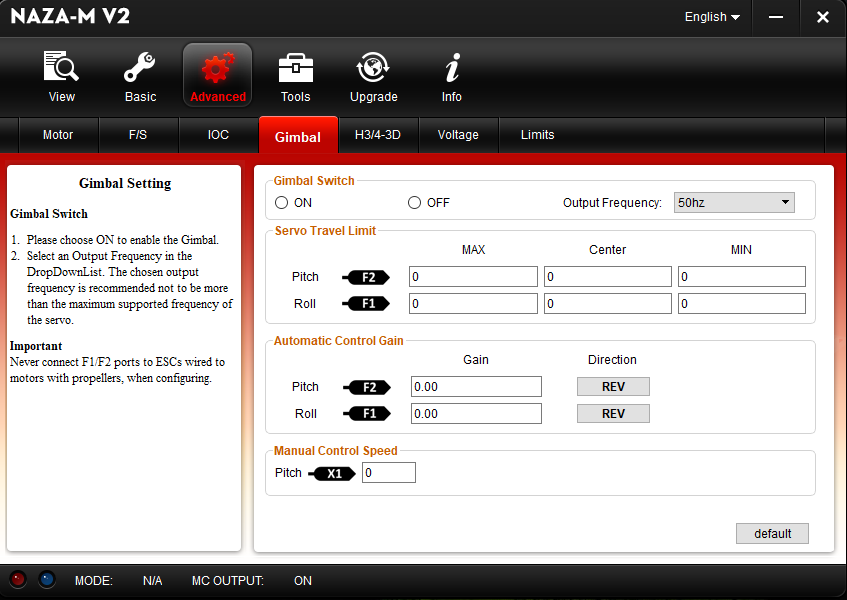 NAZA-M V2
English
View Basic Advanced Tools Upgrade Info
Motor F/S IOC Gimbal H3/4-3D Voltage Limits
Gimbal Setting
Gimbal Switch
1. Please choose ON to enable the Gimbal.
2. Select an Output Frequency in the
DropDownList. The chosen output
frequency is recommended not to be more
than the maximum supported frequency of
the servo.
Important
Never connect F1/F2 ports to ESCs wired to
motors with propellers, when configuring.
Gimbal Switch
ON OFF Output Frequency: 50hz
Servo Travel Limit
MAX Center MIN
Pitch F2 0 0 0
Roll F1 0 0 0
Automatic Control Gain
Gain Direction
Pitch F2 0.00 REV
Roll F1 0.00 REV
Manual Control Speed
Pitch X1 0
default
MODE: N/A MC OUTPUT: ON